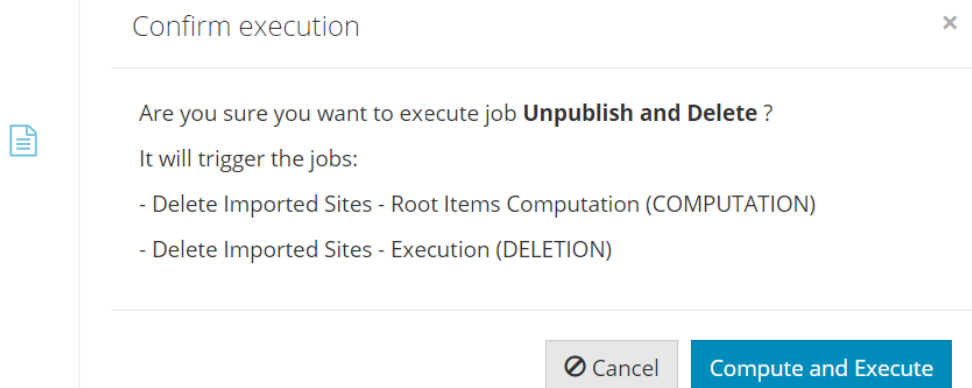 Confirm execution
×
Are you sure you want to execute job Unpublish and Delete ?
It will trigger the jobs:
- Delete Imported Sites - Root Items Computation (COMPUTATION)
- Delete Imported Sites - Execution (DELETION)
Cancel
Compute and Execute